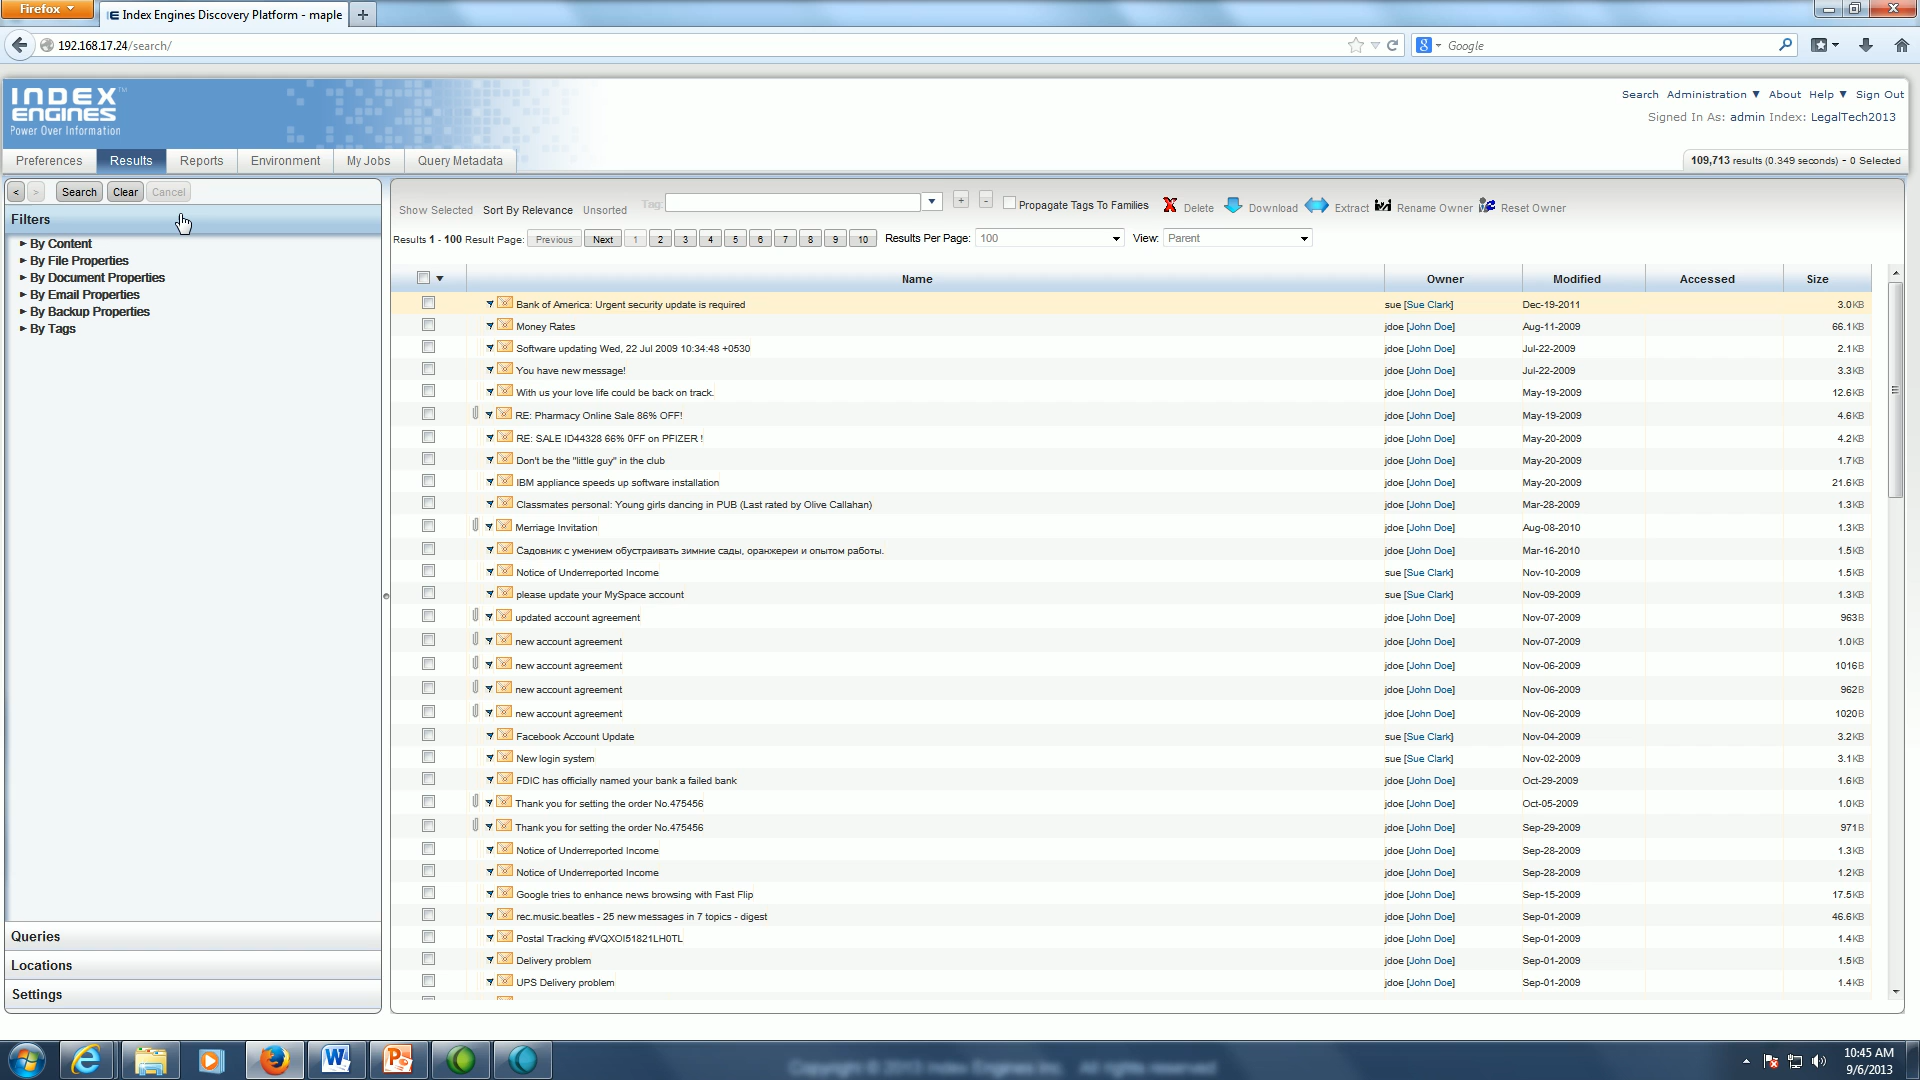 Firefox
Index Engines Discovery Platform - maple
192.168.17.24/search/
Google
INDEX
ENGINES
Power Over Information
Search Administration ▼ About Help ▼ Sign Out
Signed In As: admin Index: LegalTech2013
Preferences Results Reports Environment My Jobs Query Metadata
109,713 results (0.349 seconds) - 0 Selected
< > Search Clear Cancel
Filters
By Content
By File Properties
By Document Properties
By Email Properties
By Backup Properties
By Tags
Queries
Locations
Settings
Show Selected Sort By Relevance Unsorted Tag: + - Propagate Tags To Families Delete Download Extract Rename Owner Reset Owner
Results 1 - 100 Result Page: Previous Next 1 2 3 4 5 6 7 8 9 10 Results Per Page: 100 View: Parent
Name Owner Modified Accessed Size
Bank of America: Urgent security update is required sue [Sue Clark] Dec-19-2011 3.0KB
Money Rates jdoe [John Doe] Aug-11-2009 66.1KB
Software updating Wed, 22 Jul 2009 10:34:48 +0530 jdoe [John Doe] Jul-22-2009 2.1KB
You have new message! jdoe [John Doe] Jul-22-2009 3.3KB
With us your love life could be back on track. jdoe [John Doe] May-19-2009 12.6KB
RE: Pharmacy Online Sale 86% OFF! jdoe [John Doe] May-19-2009 4.6KB
RE: SALE ID44328 66% 0FF on PFIZER ! jdoe [John Doe] May-20-2009 4.2KB
Don't be the "little guy" in the club jdoe [John Doe] May-20-2009 1.7KB
IBM appliance speeds up software installation jdoe [John Doe] May-20-2009 21.6KB
Classmates personal: Young girls dancing in PUB (Last rated by Olive Callahan) jdoe [John Doe] Mar-28-2009 1.3KB
Merriage Invitation jdoe [John Doe] Aug-08-2010 1.3KB
Садовник с умением обустраивать зимние сады, оранжереи и опытом работы. jdoe [John Doe] Mar-16-2010 1.5KB
Notice of Underreported Income sue [Sue Clark] Nov-10-2009 1.5KB
please update your MySpace account sue [Sue Clark] Nov-09-2009 1.3KB
updated account agreement jdoe [John Doe] Nov-07-2009 963B
new account agreement jdoe [John Doe] Nov-07-2009 1.0KB
new account agreement jdoe [John Doe] Nov-06-2009 1016B
new account agreement jdoe [John Doe] Nov-06-2009 962B
new account agreement jdoe [John Doe] Nov-06-2009 1020B
Facebook Account Update sue [Sue Clark] Nov-04-2009 3.2KB
New login system sue [Sue Clark] Nov-02-2009 3.1KB
FDIC has officially named your bank a failed bank jdoe [John Doe] Oct-29-2009 1.6KB
Thank you for setting the order No.475456 jdoe [John Doe] Oct-05-2009 1.0KB
Thank you for setting the order No.475456 jdoe [John Doe] Sep-29-2009 971B
Notice of Underreported Income jdoe [John Doe] Sep-28-2009 1.3KB
Notice of Underreported Income jdoe [John Doe] Sep-28-2009 1.2KB
Google tries to enhance news browsing with Fast Flip jdoe [John Doe] Sep-15-2009 17.5KB
rec.music.beatles - 25 new messages in 7 topics - digest jdoe [John Doe] Sep-01-2009 46.6KB
Postal Tracking #VQXOI51821LH0TL jdoe [John Doe] Sep-01-2009 1.4KB
Delivery problem jdoe [John Doe] Sep-01-2009 1.5KB
UPS Delivery problem jdoe [John Doe] Sep-01-2009 1.4KB
Copyright © 2013 Index Engines Inc. All rights reserved
10:45 AM
9/6/2013